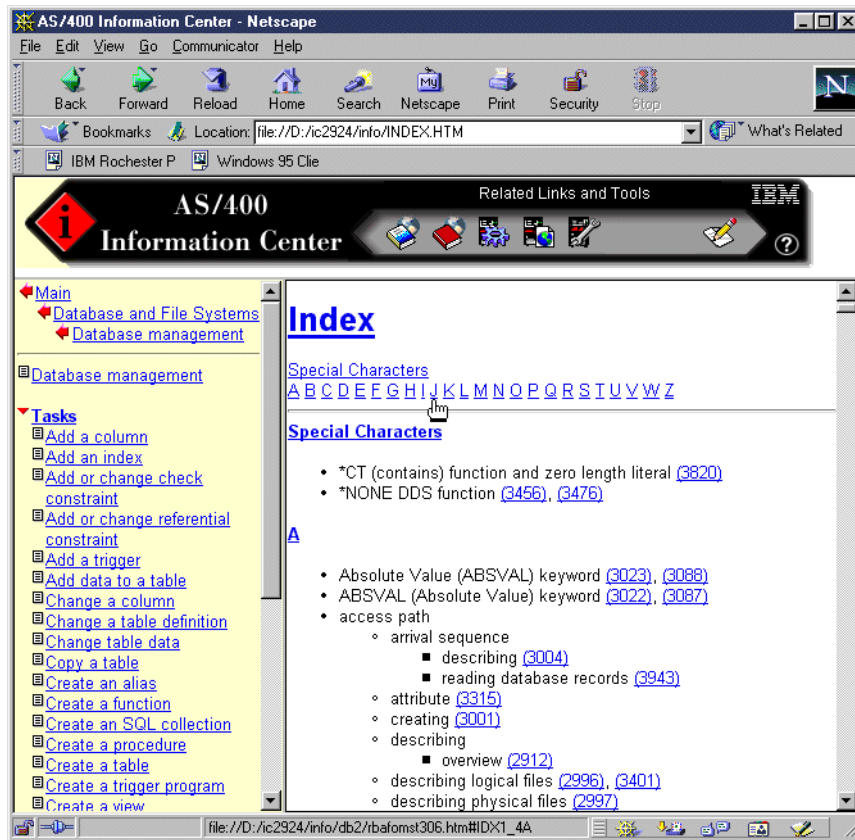 AS/400 Information Center - Netscape
File Edit View Go Communicator Help
Back Forward Reload Home Search Netscape Print Security Stop
My
N
Bookmarks Location: file://D:/ic2924/info/INDEX.HTM What's Related
IBM Rochester P Windows 95 Clie
i
AS/400
Information Center
Related Links and Tools
IBM
?
Main
Database and File Systems
Database management
Database management
Tasks
Add a column
Add an index
Add or change check
constraint
Add or change referential
constraint
Add a trigger
Add data to a table
Change a column
Change a table definition
Change table data
Copy a table
Create an alias
Create a function
Create an SQL collection
Create a procedure
Create a table
Create a trigger program
Create a view
Index
Special Characters
A B C D E F G H I J K L M N O P Q R S T U V W Z
Special Characters
• *CT (contains) function and zero length literal (3820)
• *NONE DDS function (3456), (3476)
A
• Absolute Value (ABSVAL) keyword (3023), (3088)
• ABSVAL (Absolute Value) keyword (3022), (3087)
• access path
◦ arrival sequence
■ describing (3004)
■ reading database records (3943)
◦ attribute (3315)
◦ creating (3001)
◦ describing
■ overview (2912)
◦ describing logical files (2996), (3401)
◦ describing physical files (2997)
file://D:/ic2924/info/db2/rbafomst306.htm#IDX1_4A